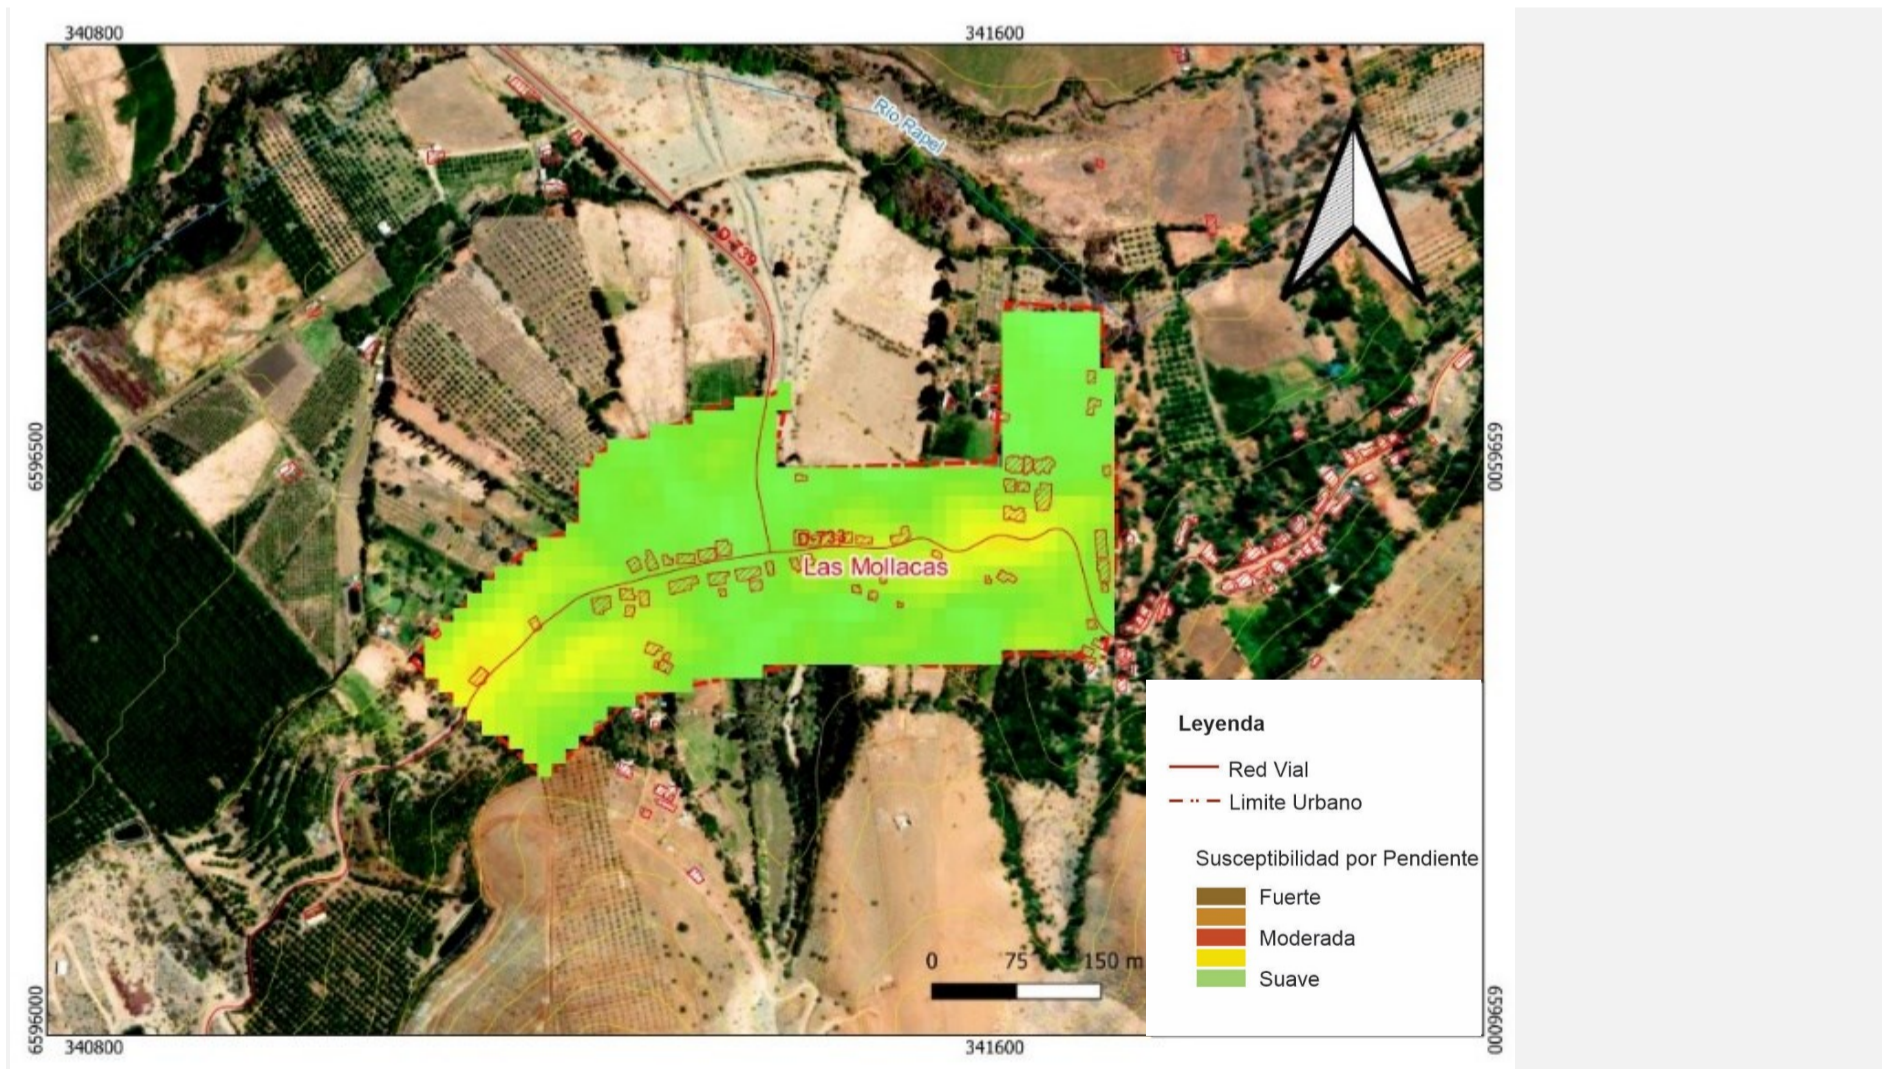 340800
341600
Río Rapel
D-739
6596500
6596500
Las Mollacas
Leyenda
Red Vial
Limite Urbano
Susceptibilidad por Pendiente
Fuerte
Moderada
Suave
0 75 150 m
6596000
6596000
340800
341600